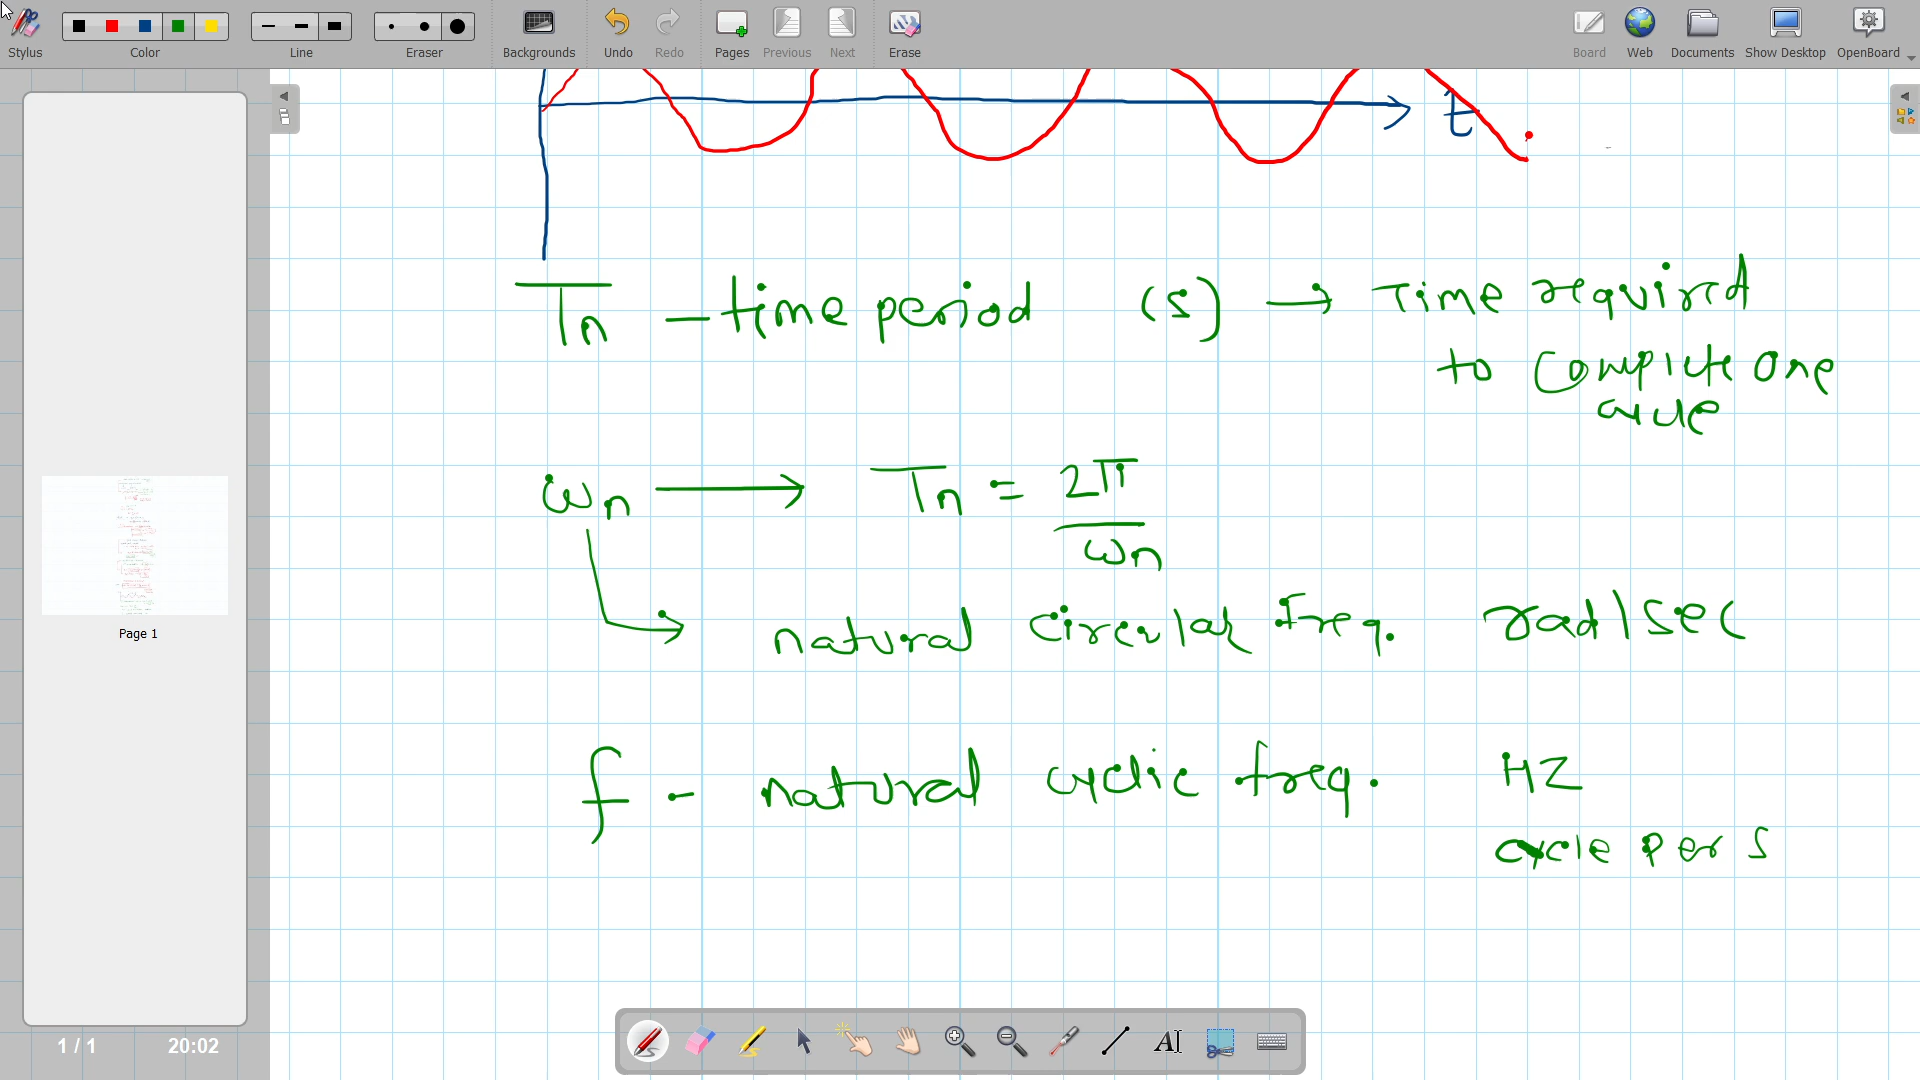 Stylus Color Line Eraser Backgrounds Undo Redo Pages Previous Next Erase Board Web Documents Show Desktop OpenBoard
t
Tn - time period (s) → Time required
to complete one
cycle
ωn → Tn = 2π
ωn
natural circular freq. rad/sec
f - natural cyclic freq. HZ
cycle per s
Page 1
1 / 1 20:02